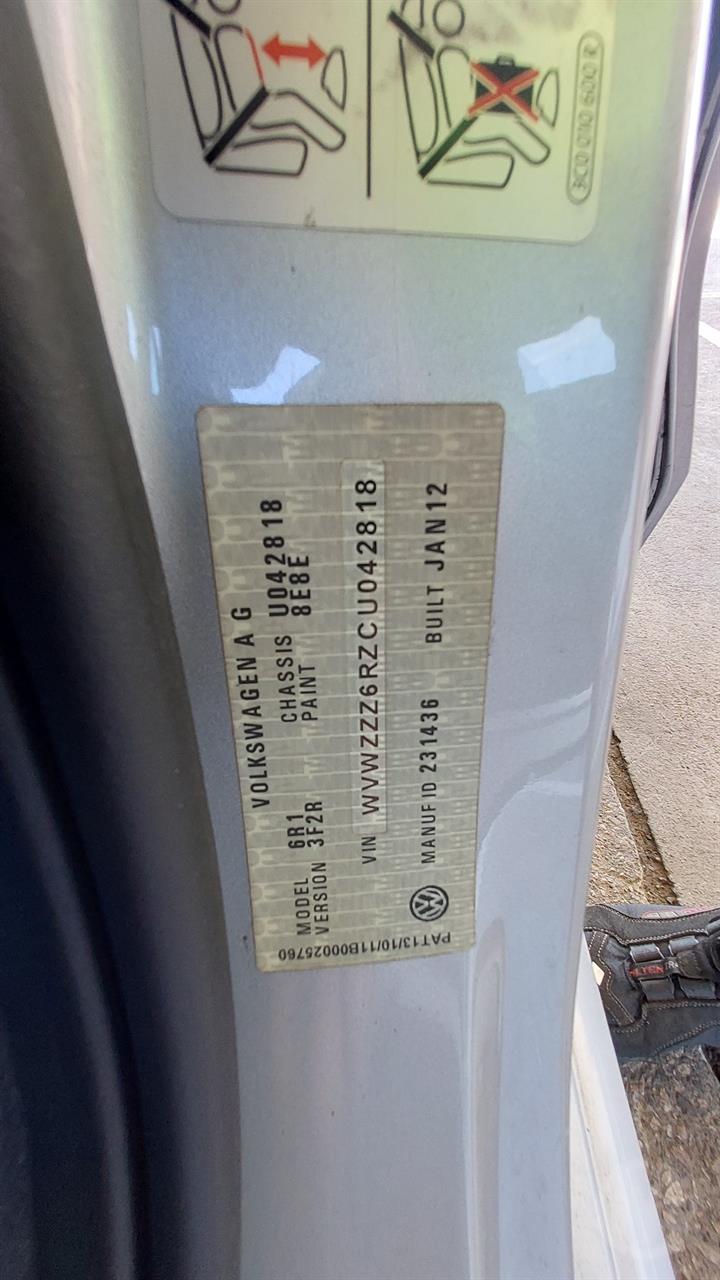 3C0 010 600 R
VOLKSWAGEN A G
MODEL 6R1 CHASSIS U042818
VERSION 3F2R PAINT 8E8E
VIN WVWZZZ6RZCU042818
MANUF ID 231436 BUILT JAN12
PAT13/10/11B00025760